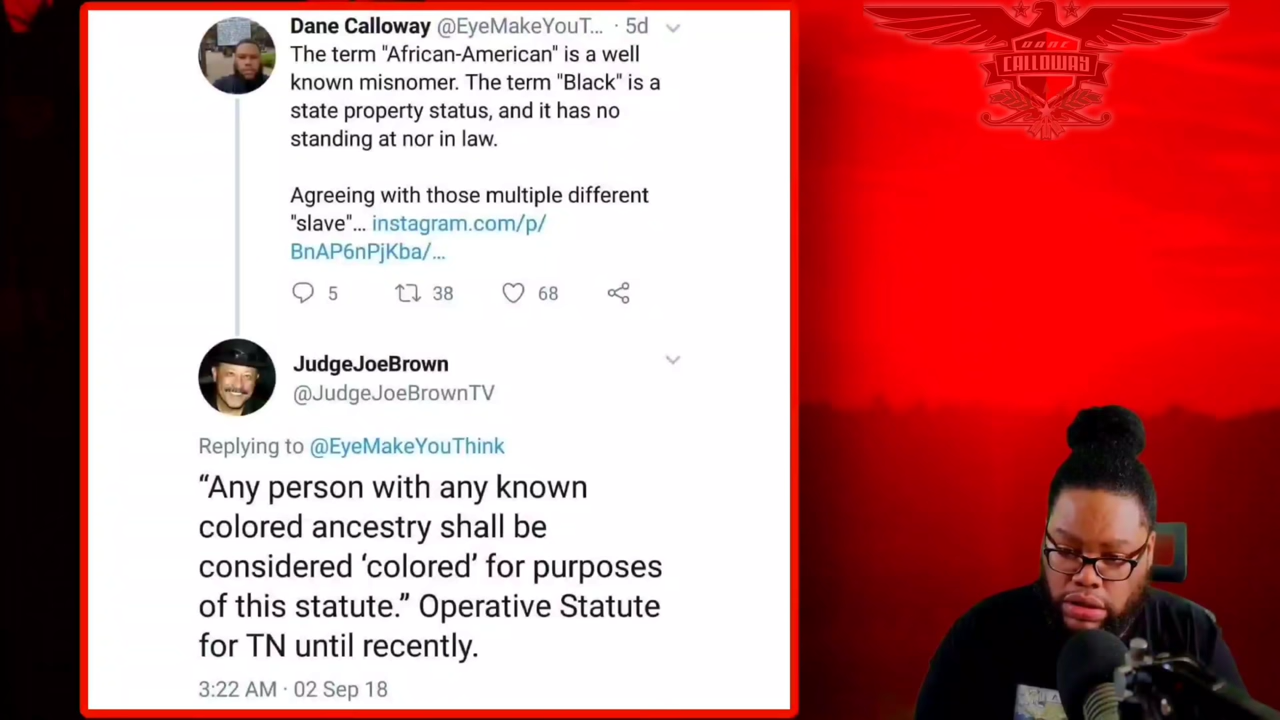 Dane Calloway @EyeMakeYouT... · 5d
The term "African-American" is a well
known misnomer. The term "Black" is a
state property status, and it has no
standing at nor in law.
Agreeing with those multiple different
"slave"... instagram.com/p/
BnAP6nPjKba/...
5 38 68
JudgeJoeBrown
@JudgeJoeBrownTV
Replying to @EyeMakeYouThink
“Any person with any known
colored ancestry shall be
considered ‘colored’ for purposes
of this statute.” Operative Statute
for TN until recently.
3:22 AM · 02 Sep 18
DANE
CALLOWAY